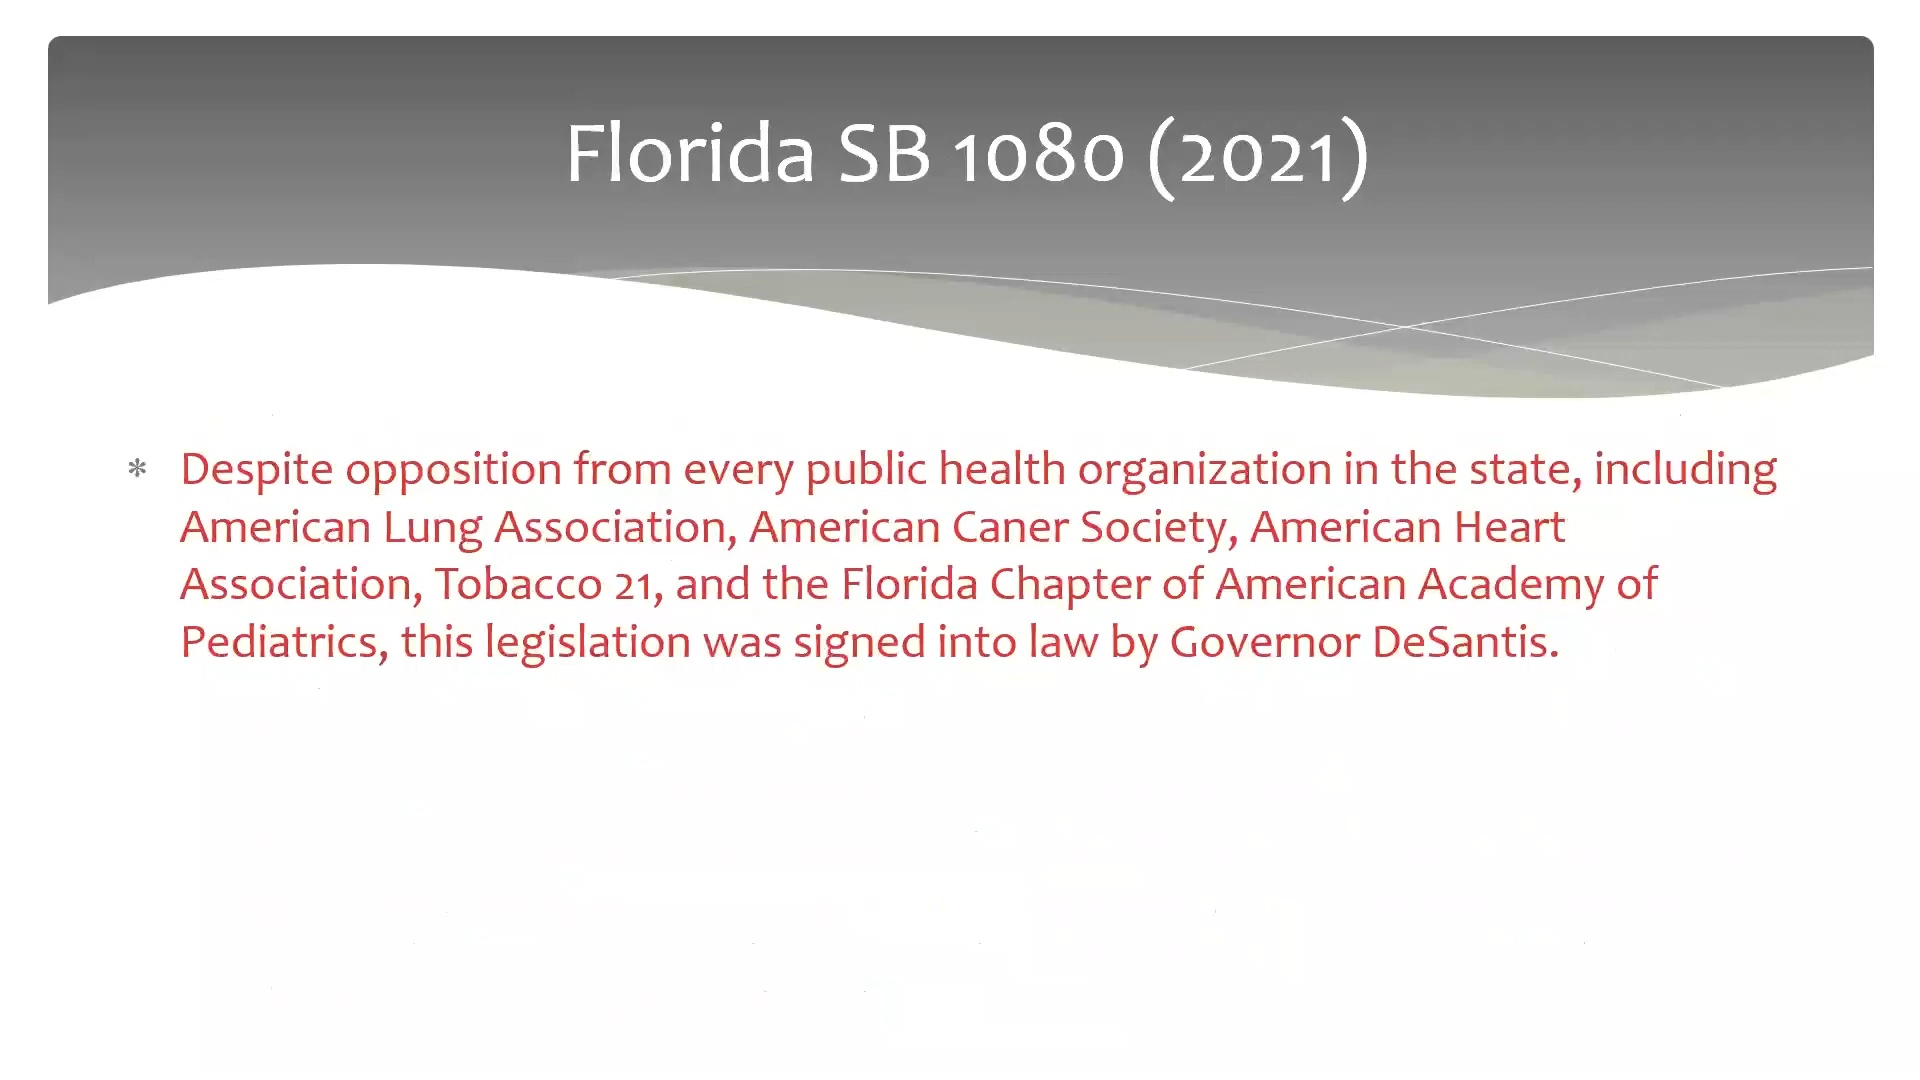 Florida SB 1080 (2021)
* Despite opposition from every public health organization in the state, including
American Lung Association, American Caner Society, American Heart
Association, Tobacco 21, and the Florida Chapter of American Academy of
Pediatrics, this legislation was signed into law by Governor DeSantis.